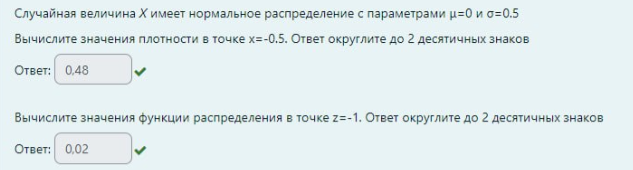 Случайная величина X имеет нормальное распределение с параметрами μ=0 и σ=0.5
Вычислите значения плотности в точке x=-0.5. Ответ округлите до 2 десятичных знаков
Ответ: 0,48
Вычислите значения функции распределения в точке z=-1. Ответ округлите до 2 десятичных знаков
Ответ: 0,02